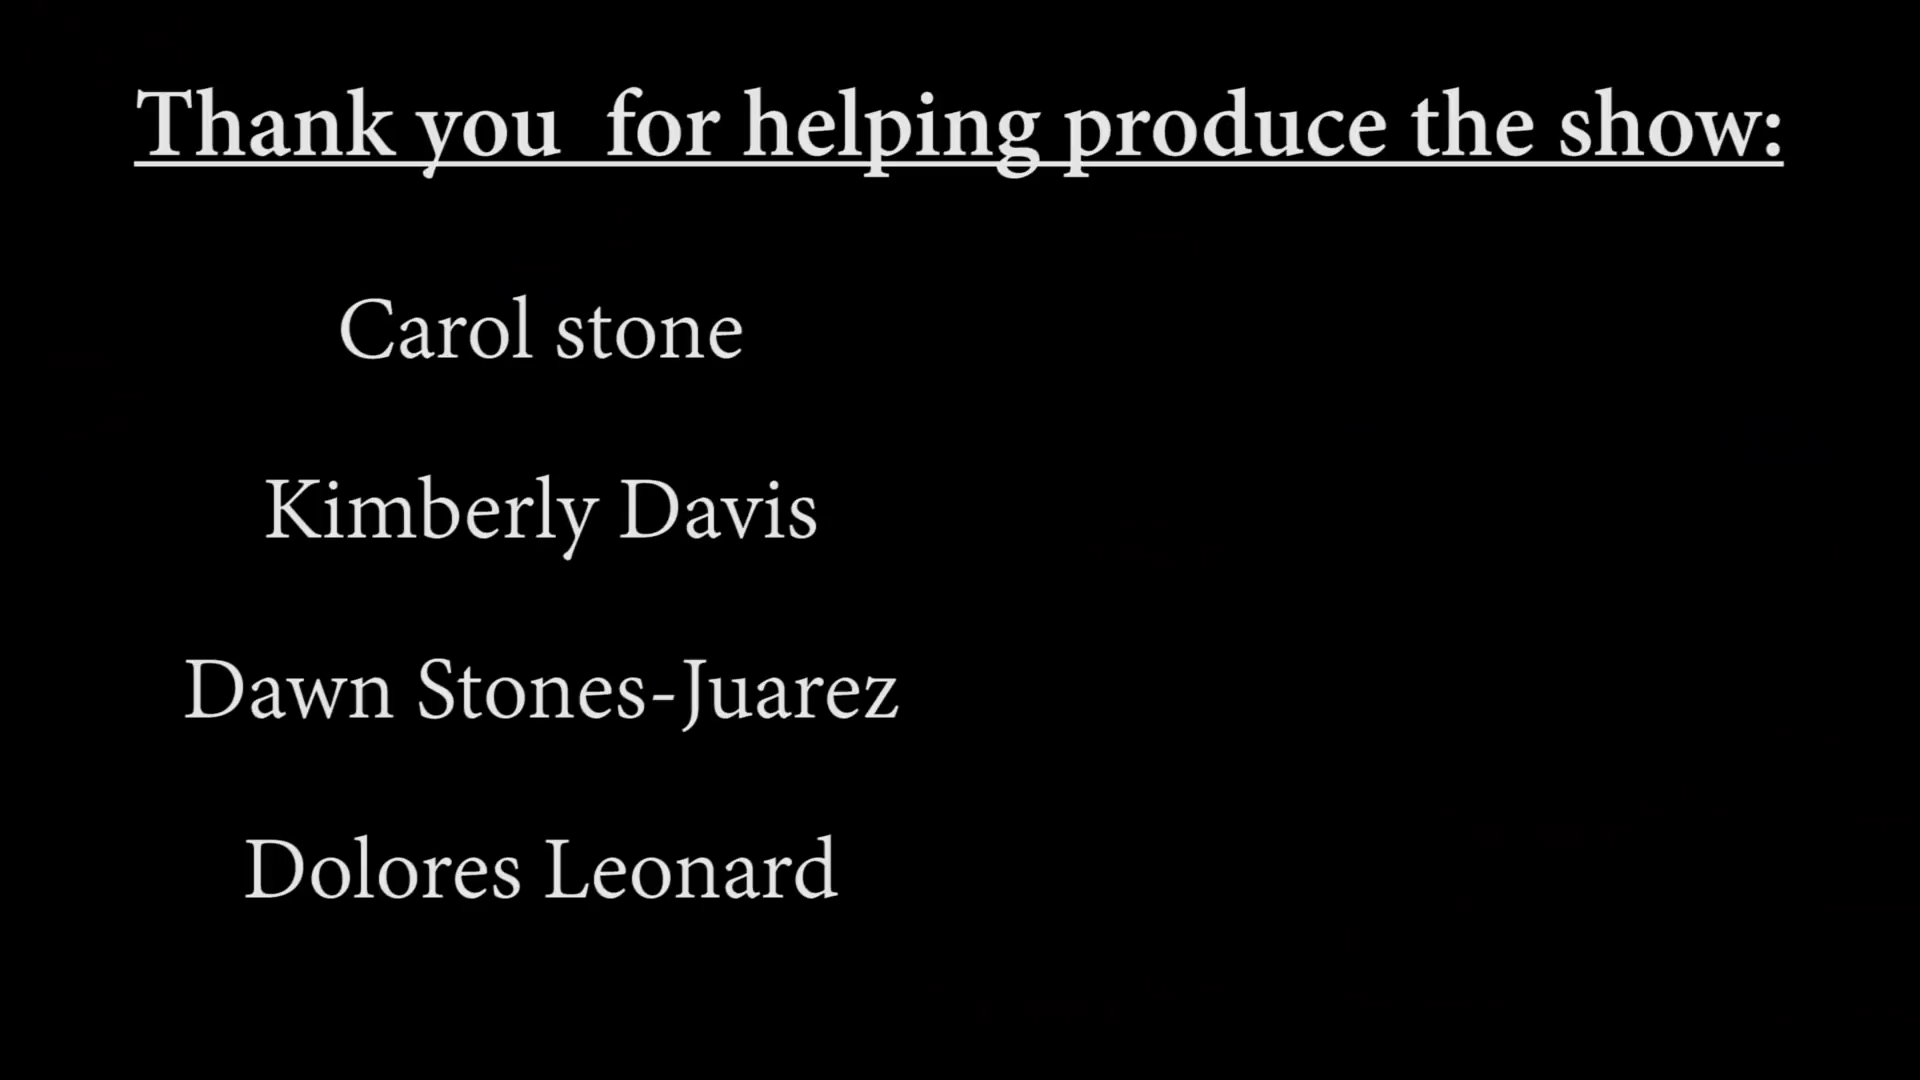 Thank you  for helping produce the show:
Carol stone
Kimberly Davis
Dawn Stones-Juarez
Dolores Leonard